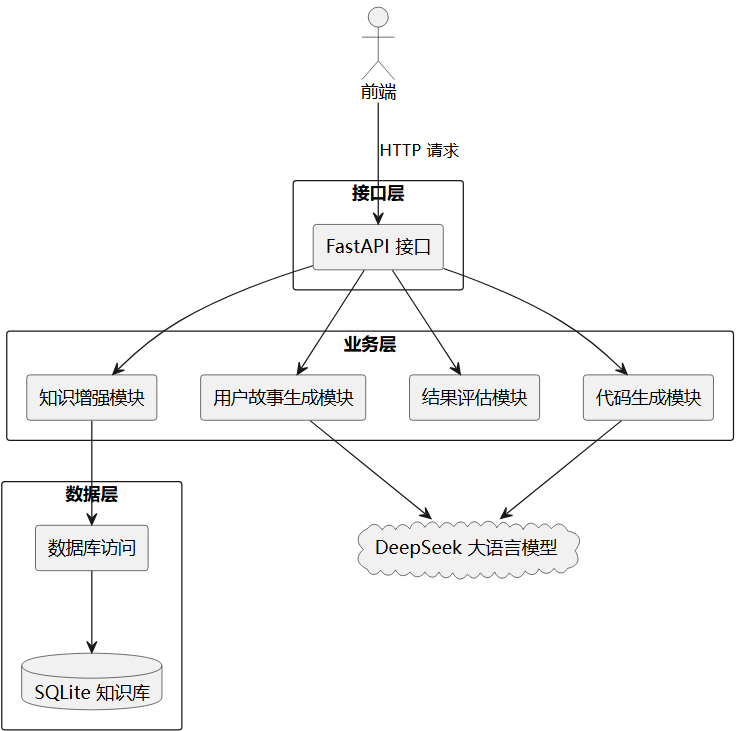 前端
HTTP 请求
接口层
FastAPI 接口
业务层
知识增强模块
用户故事生成模块
结果评估模块
代码生成模块
数据层
数据库访问
DeepSeek 大语言模型
SQLite 知识库